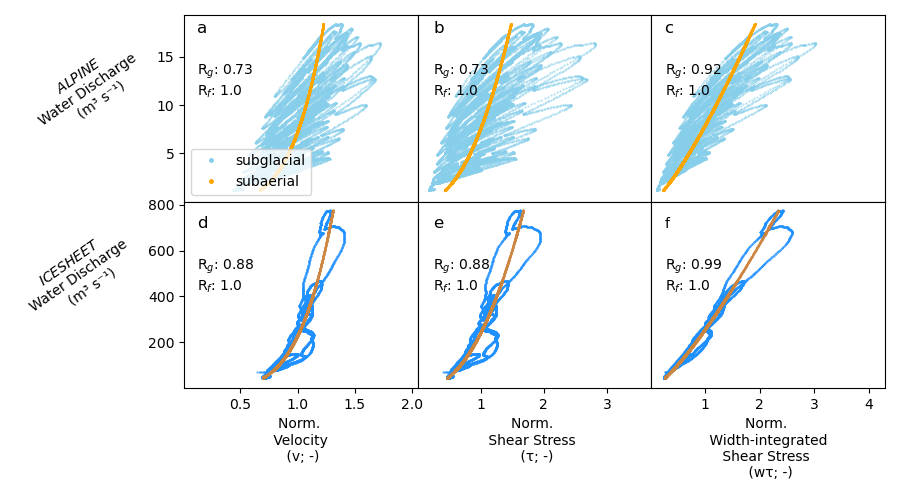 ALPINE
Water Discharge
(m³ s⁻¹)
15
10
5
a
R_g: 0.73
R_f: 1.0
subglacial
subaerial
b
R_g: 0.73
R_f: 1.0
c
R_g: 0.92
R_f: 1.0
ICESHEET
Water Discharge
(m³ s⁻¹)
800
600
400
200
d
R_g: 0.88
R_f: 1.0
e
R_g: 0.88
R_f: 1.0
f
R_g: 0.99
R_f: 1.0
0.5 1.0 1.5 2.0
1 2 3
1 2 3 4
Norm.
Velocity
(v; -)
Norm.
Shear Stress
(τ; -)
Norm.
Width-integrated
Shear Stress
(wτ; -)